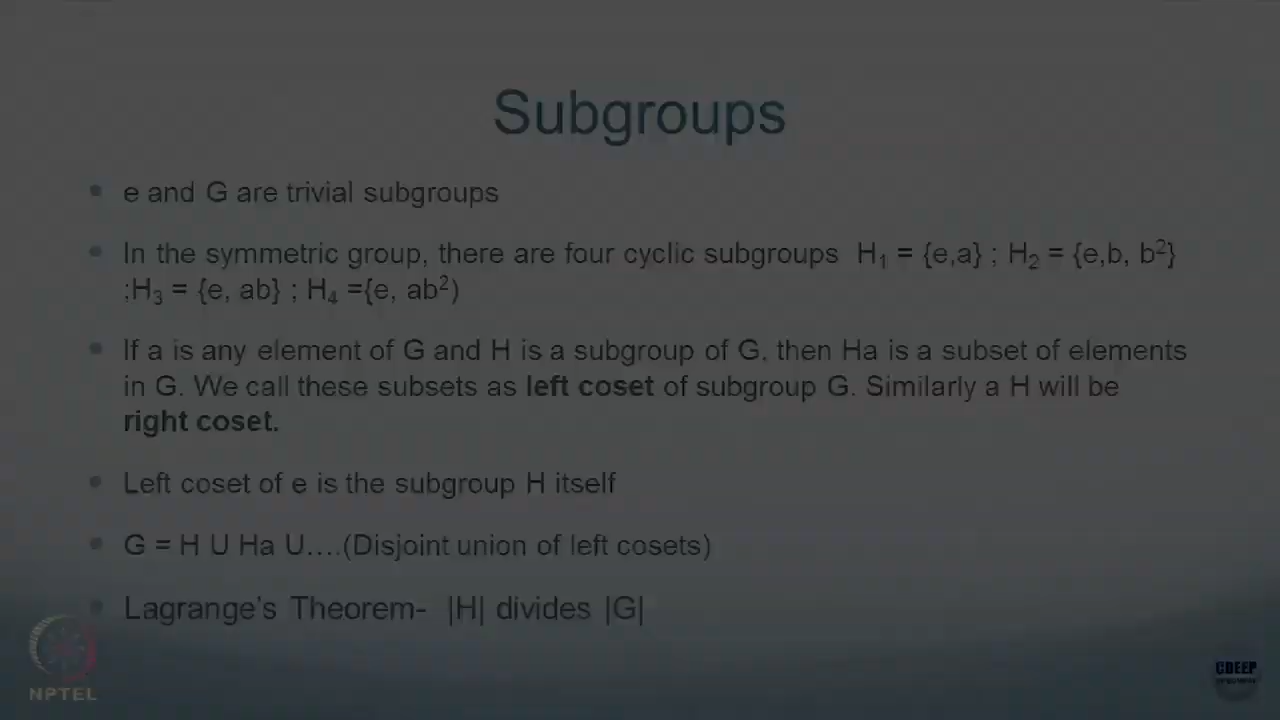 Subgroups
• e and G are trivial subgroups
• In the symmetric group, there are four cyclic subgroups H₁ = {e,a} ; H₂ = {e,b, b²}
;H₃ = {e, ab} ; H₄ ={e, ab²)
• If a is any element of G and H is a subgroup of G, then Ha is a subset of elements
in G. We call these subsets as left coset of subgroup G. Similarly a H will be
right coset.
• Left coset of e is the subgroup H itself
• G = H U Ha U....(Disjoint union of left cosets)
• Lagrange's Theorem- |H| divides |G|
NPTEL
CDEEP